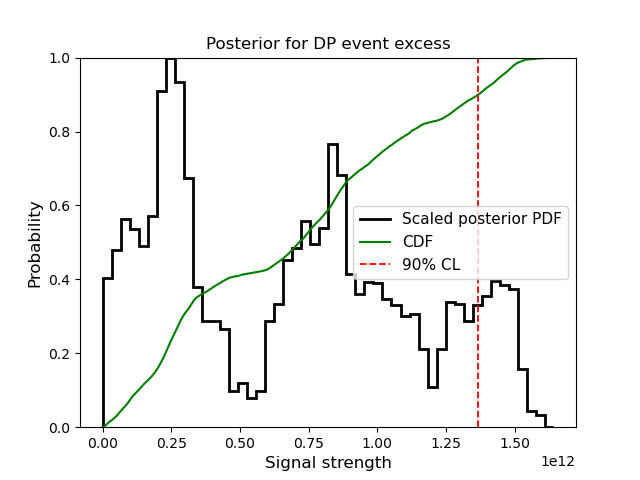 Posterior for DP event excess
1.0
0.8
0.6
0.4
0.2
0.0
Probability
Scaled posterior PDF
CDF
90% CL
0.00 0.25 0.50 0.75 1.00 1.25 1.50
1e12
Signal strength